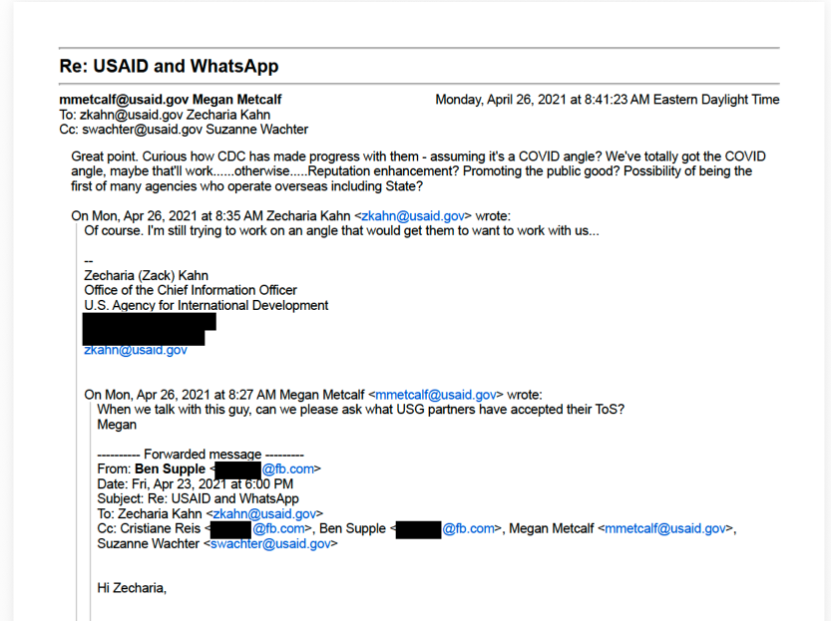 Re: USAID and WhatsApp
mmetcalf@usaid.gov Megan Metcalf Monday, April 26, 2021 at 8:41:23 AM Eastern Daylight Time
To: zkahn@usaid.gov Zecharia Kahn
Cc: swachter@usaid.gov Suzanne Wachter
Great point. Curious how CDC has made progress with them - assuming it's a COVID angle? We've totally got the COVID
angle, maybe that'll work......otherwise.....Reputation enhancement? Promoting the public good? Possibility of being the
first of many agencies who operate overseas including State?
On Mon, Apr 26, 2021 at 8:35 AM Zecharia Kahn <zkahn@usaid.gov> wrote:
Of course. I'm still trying to work on an angle that would get them to want to work with us...
--
Zecharia (Zack) Kahn
Office of the Chief Information Officer
U.S. Agency for International Development
zkahn@usaid.gov
On Mon, Apr 26, 2021 at 8:27 AM Megan Metcalf <mmetcalf@usaid.gov> wrote:
When we talk with this guy, can we please ask what USG partners have accepted their ToS?
Megan
---------- Forwarded message ---------
From: Ben Supple < @fb.com>
Date: Fri, Apr 23, 2021 at 6:00 PM
Subject: Re: USAID and WhatsApp
To: Zecharia Kahn <zkahn@usaid.gov>
Cc: Cristiane Reis < @fb.com>, Ben Supple < @fb.com>, Megan Metcalf <mmetcalf@usaid.gov>,
Suzanne Wachter <swachter@usaid.gov>
Hi Zecharia,